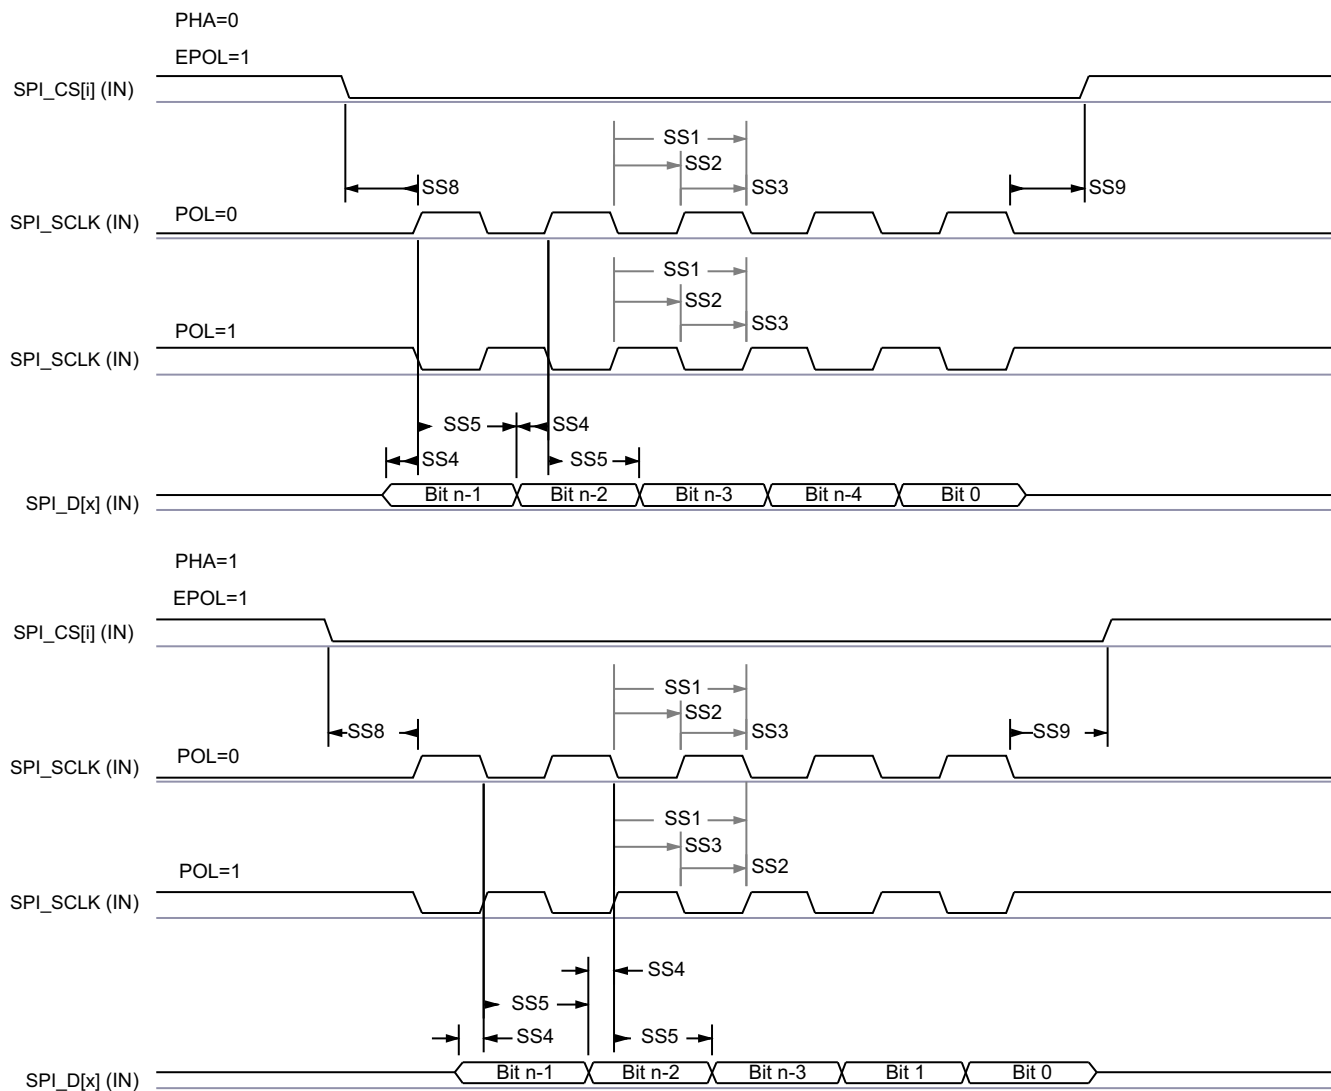 PHA=0
EPOL=1
SPI_CS[i] (IN)
SS1
SS2
SS8
SS3
SS9
POL=0
SPI_SCLK (IN)
SS1
SS2
SS3
POL=1
SPI_SCLK (IN)
SS5
SS4
SS4
SS5
SPI_D[x] (IN)
Bit n-1
Bit n-2
Bit n-3
Bit n-4
Bit 0
PHA=1
EPOL=1
SPI_CS[i] (IN)
SS1
SS2
SS8
SS3
SS9
POL=0
SPI_SCLK (IN)
SS1
SS3
SS2
POL=1
SPI_SCLK (IN)
SS4
SS5
SS4
SS5
SPI_D[x] (IN)
Bit n-1
Bit n-2
Bit n-3
Bit 1
Bit 0